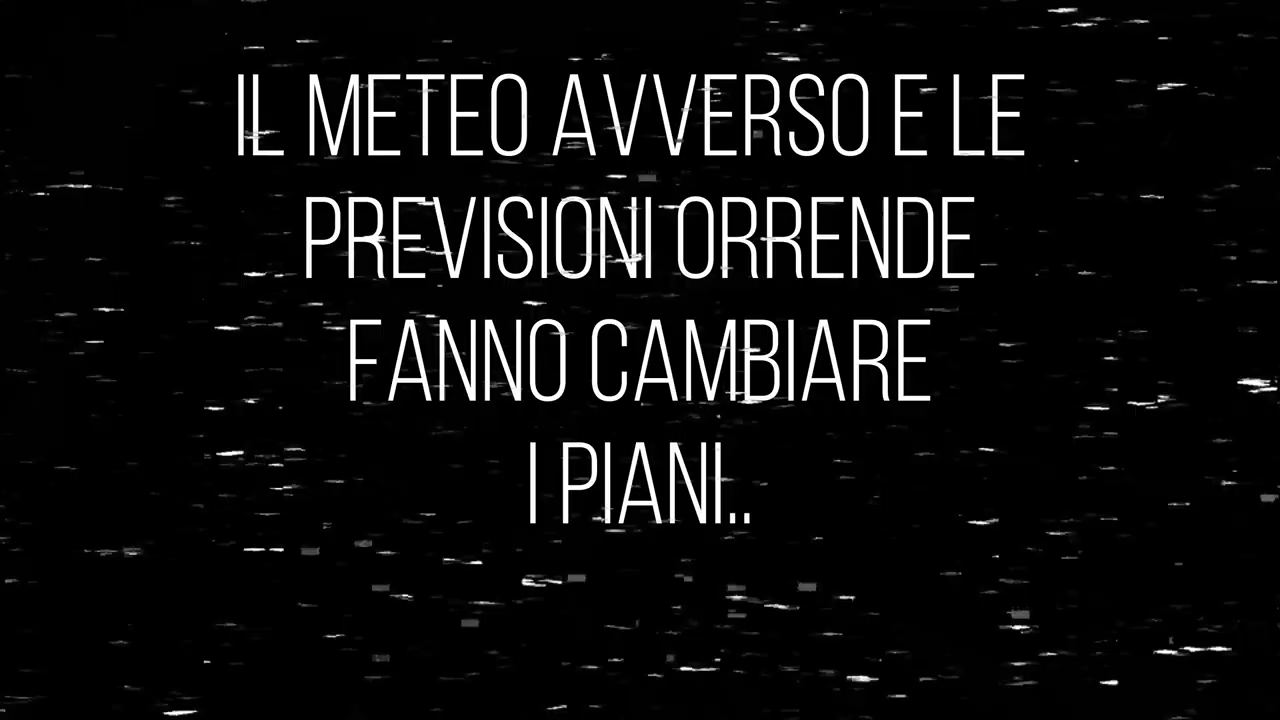 IL METEO AVVERSO E LE
PREVISIONI ORRENDE
FANNO CAMBIARE
I PIANI..